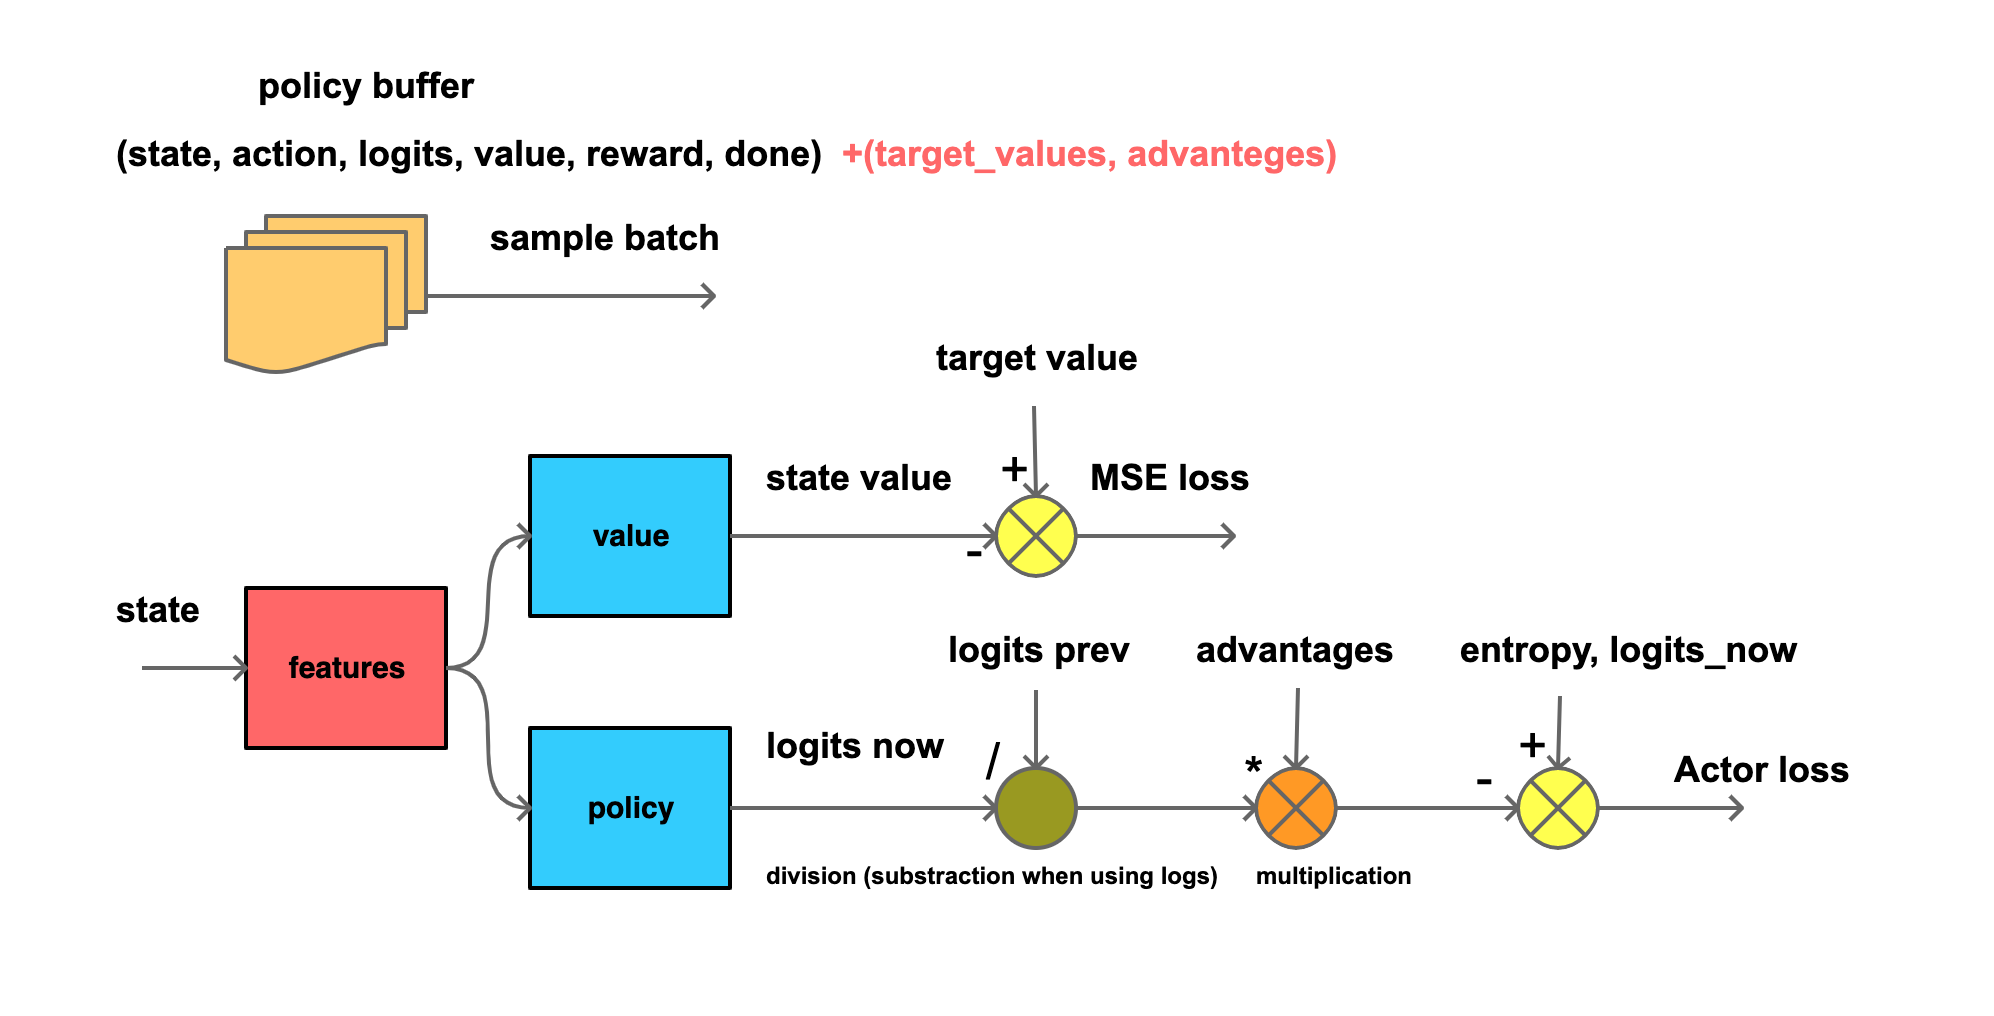 policy buffer
(state, action, logits, value, reward, done) +(target_values, advanteges)
sample batch
target value
+
state value
MSE loss
-
value
state
features
logits prev
advantages
entropy, logits_now
logits now
/
*
-
+
Actor loss
policy
division (substraction when using logs)
multiplication